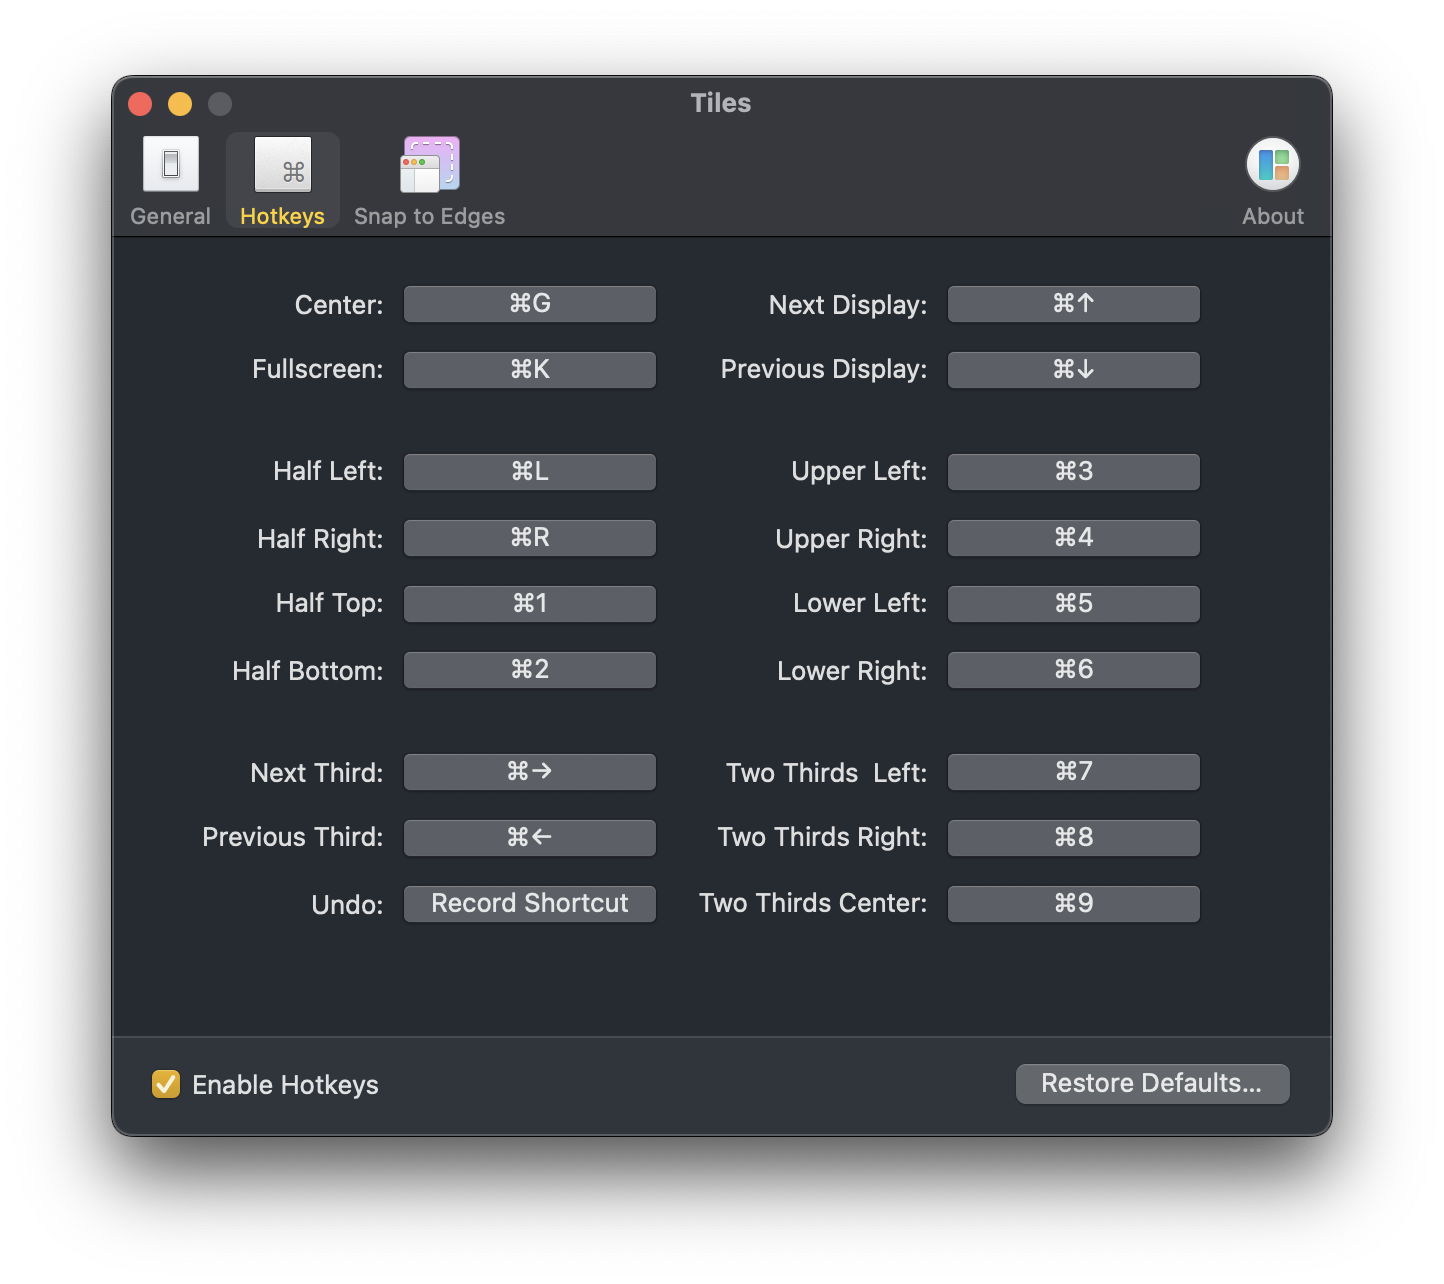 Tiles
General Hotkeys Snap to Edges About
Center: ⌘G Next Display: ⌘↑
Fullscreen: ⌘K Previous Display: ⌘↓
Half Left: ⌘L Upper Left: ⌘3
Half Right: ⌘R Upper Right: ⌘4
Half Top: ⌘1 Lower Left: ⌘5
Half Bottom: ⌘2 Lower Right: ⌘6
Next Third: ⌘→ Two Thirds  Left: ⌘7
Previous Third: ⌘← Two Thirds Right: ⌘8
Undo: Record Shortcut Two Thirds Center: ⌘9
Enable Hotkeys Restore Defaults...